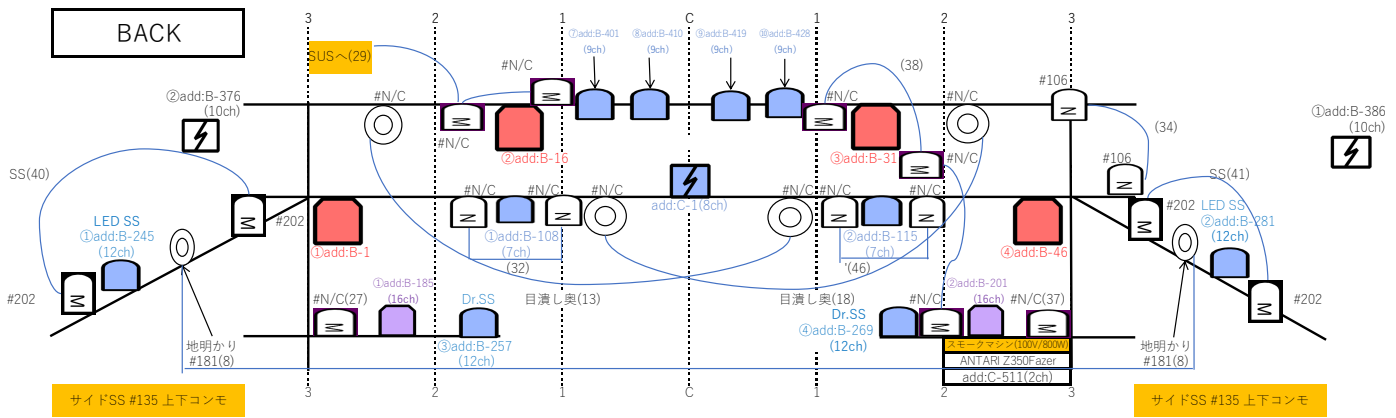 BACK
3
2
1
C
1
2
3
SUSへ(29)
⑦add:B-401
(9ch)
⑧add:B-410
(9ch)
⑨add:B-419
(9ch)
⑩add:B-428
(9ch)
#N/C
(38)
#106
②add:B-376
(10ch)
#N/C
#N/C
①add:B-386
(10ch)
M
M
M
N
#N/C
②add:B-16
③add:B-31
M
#N/C
(34)
SS(40)
#106
N
SS(41)
#N/C
#N/C
#N/C
#N/C
#N/C
#N/C
add:C-1(8ch)
M
#202
N
N
N
N
M
#202
LED SS
①add:B-245
(12ch)
LED SS
②add:B-281
(12ch)
①add:B-1
①add:B-108
(7ch)
(32)
②add:B-115
(7ch)
'(46)
④add:B-46
#202
M
M
#202
①add:B-185
(16ch)
②add:B-201
(16ch)
#N/C(27)
Dr.SS
目潰し奥(13)
目潰し奥(18)
#N/C
#N/C(37)
M
M
M
Dr.SS
④add:B-269
(12ch)
③add:B-257
(12ch)
地明かり
#181(8)
地明かり
#181(8)
スモークマシン(100V/800W)
ANTARI Z350Fazer
add:C-511(2ch)
サイドSS #135 上下コンモ
3
2
1
C
1
2
3
サイドSS #135 上下コンモ